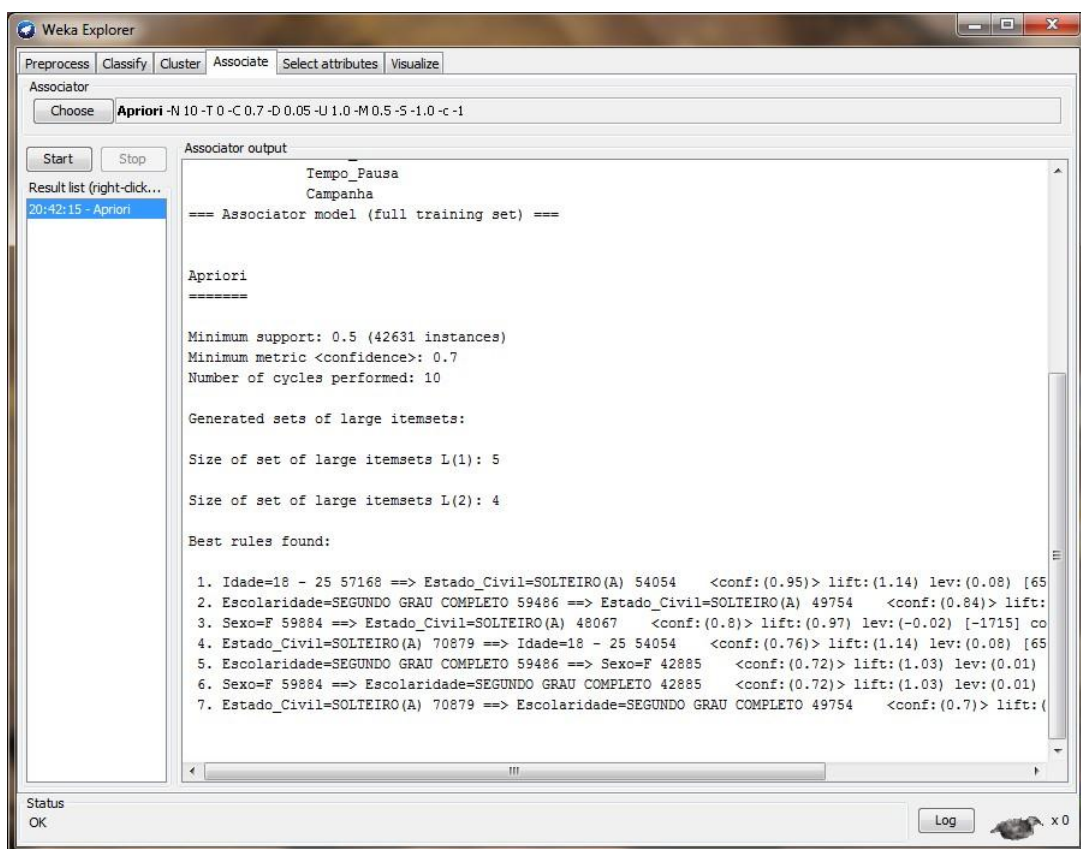 Weka Explorer
Preprocess Classify Cluster Associate Select attributes Visualize
Associator
Choose Apriori -N 10 -T 0 -C 0.7 -D 0.05 -U 1.0 -M 0.5 -S -1.0 -c -1
Start Stop
Result list (right-click...
20:42:15 - Apriori
Associator output
Tempo_Pausa
Campanha
=== Associator model (full training set) ===
Apriori
=======
Minimum support: 0.5 (42631 instances)
Minimum metric <confidence>: 0.7
Number of cycles performed: 10
Generated sets of large itemsets:
Size of set of large itemsets L(1): 5
Size of set of large itemsets L(2): 4
Best rules found:
1. Idade=18 - 25 57168 ==> Estado_Civil=SOLTEIRO(A) 54054 <conf:(0.95)> lift:(1.14) lev:(0.08) [65
2. Escolaridade=SEGUNDO GRAU COMPLETO 59486 ==> Estado_Civil=SOLTEIRO(A) 49754 <conf:(0.84)> lift:
3. Sexo=F 59884 ==> Estado_Civil=SOLTEIRO(A) 48067 <conf:(0.8)> lift:(0.97) lev:(-0.02) [-1715] co
4. Estado_Civil=SOLTEIRO(A) 70879 ==> Idade=18 - 25 54054 <conf:(0.76)> lift:(1.14) lev:(0.08) [65
5. Escolaridade=SEGUNDO GRAU COMPLETO 59486 ==> Sexo=F 42885 <conf:(0.72)> lift:(1.03) lev:(0.01)
6. Sexo=F 59884 ==> Escolaridade=SEGUNDO GRAU COMPLETO 42885 <conf:(0.72)> lift:(1.03) lev:(0.01)
7. Estado_Civil=SOLTEIRO(A) 70879 ==> Escolaridade=SEGUNDO GRAU COMPLETO 49754 <conf:(0.7)> lift:(
Status
OK
Log
x 0